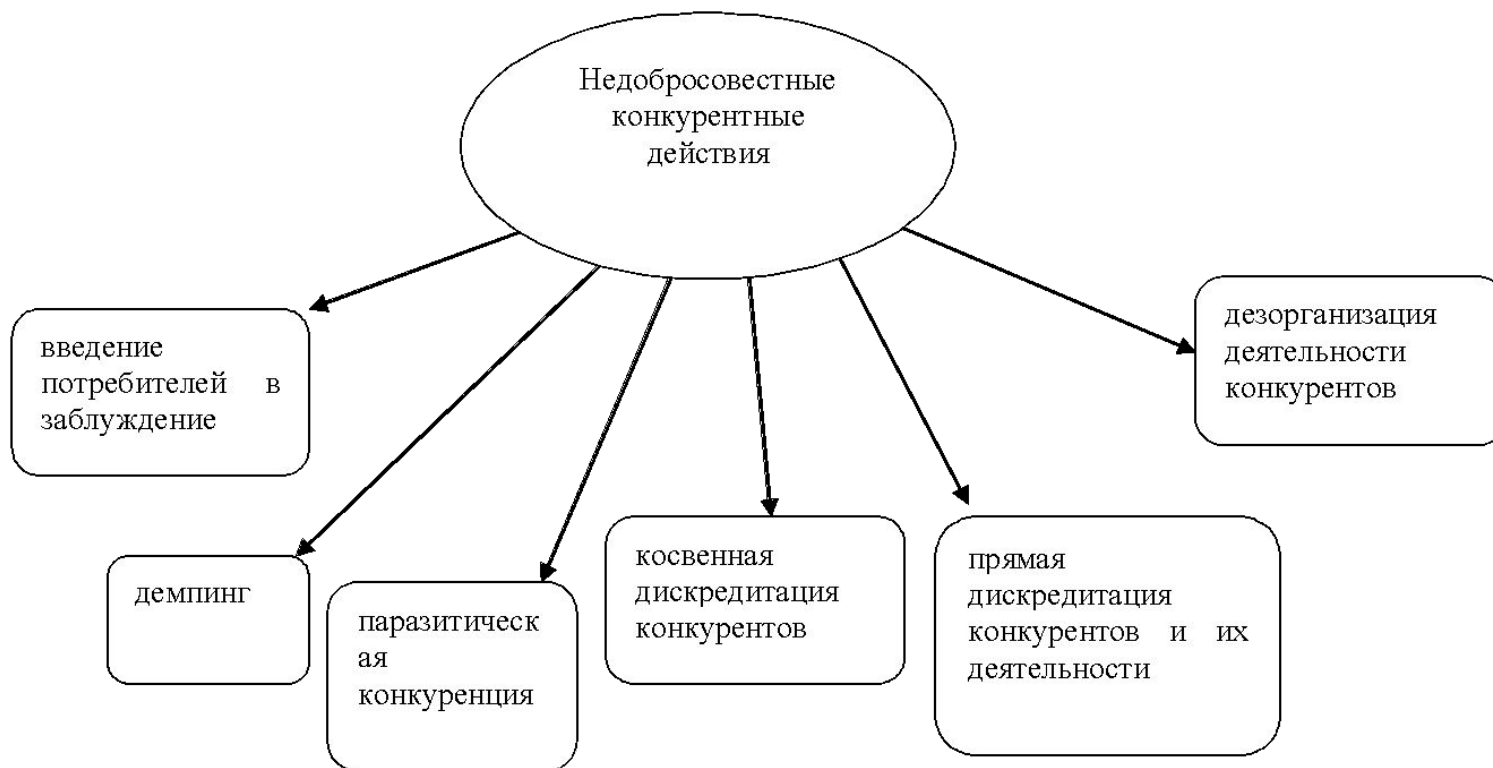 Недобросовестные
конкурентные
действия
введение
потребителей в
заблуждение
демпинг
паразитическ
ая
конкуренция
косвенная
дискредитация
конкурентов
прямая
дискредитация
конкурентов и их
деятельности
дезорганизация
деятельности
конкурентов